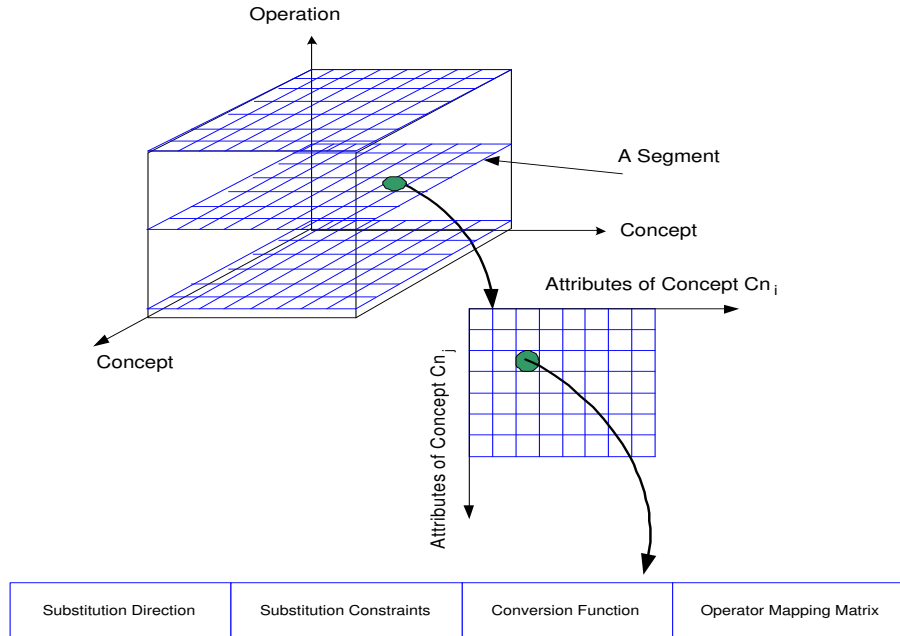 Operation
A Segment
Concept
Attributes of Concept Cn i
Concept
Attributes of Concept Cn j
Substitution Direction
Substitution Constraints
Conversion Function
Operator Mapping Matrix